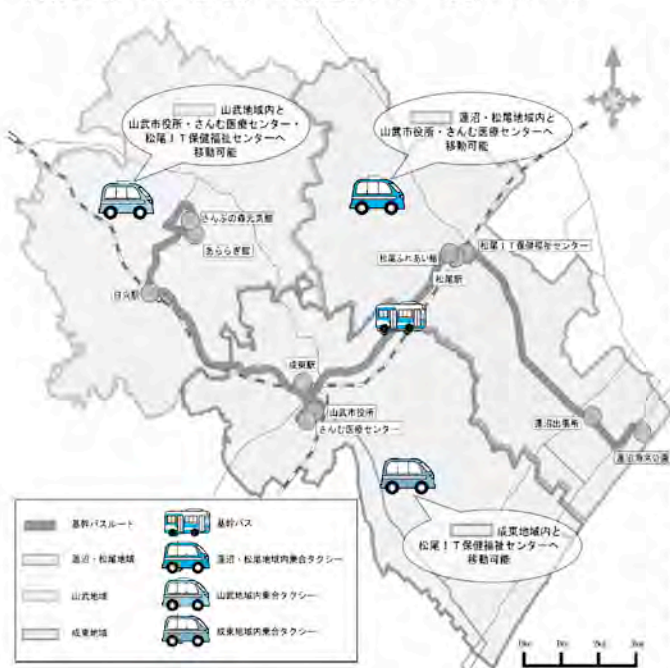 山武地域内と
山武市役所・さんむ医療センター・
松尾IT保健福祉センターへ
移動可能
蓮沼・松尾地域内と
山武市役所・さんむ医療センターへ
移動可能
さんぶの森元気館
あららぎ館
松尾ふれあい館
松尾IT保健福祉センター
松尾駅
日向駅
成東駅
山武市役所
さんむ医療センター
蓮沼出張所
蓮沼海浜公園
成東地域内と
松尾IT保健福祉センターへ
移動可能
基幹バスルート
基幹バス
蓮沼・松尾地域
蓮沼・松尾地域内乗合タクシー
山武地域
山武地域内乗合タクシー
成東地域
成東地域内乗合タクシー